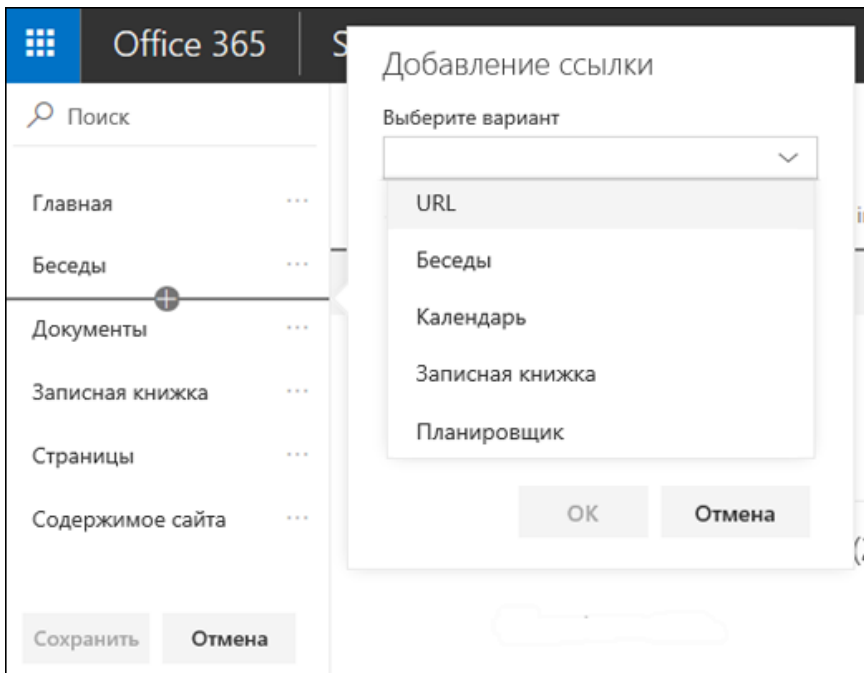 Office 365
S
Добавление ссылки
Поиск
Выберите вариант
Главная
URL
Беседы
Беседы
Документы
Календарь
Записная книжка
Записная книжка
Страницы
Планировщик
Содержимое сайта
OK
Отмена
Сохранить
Отмена